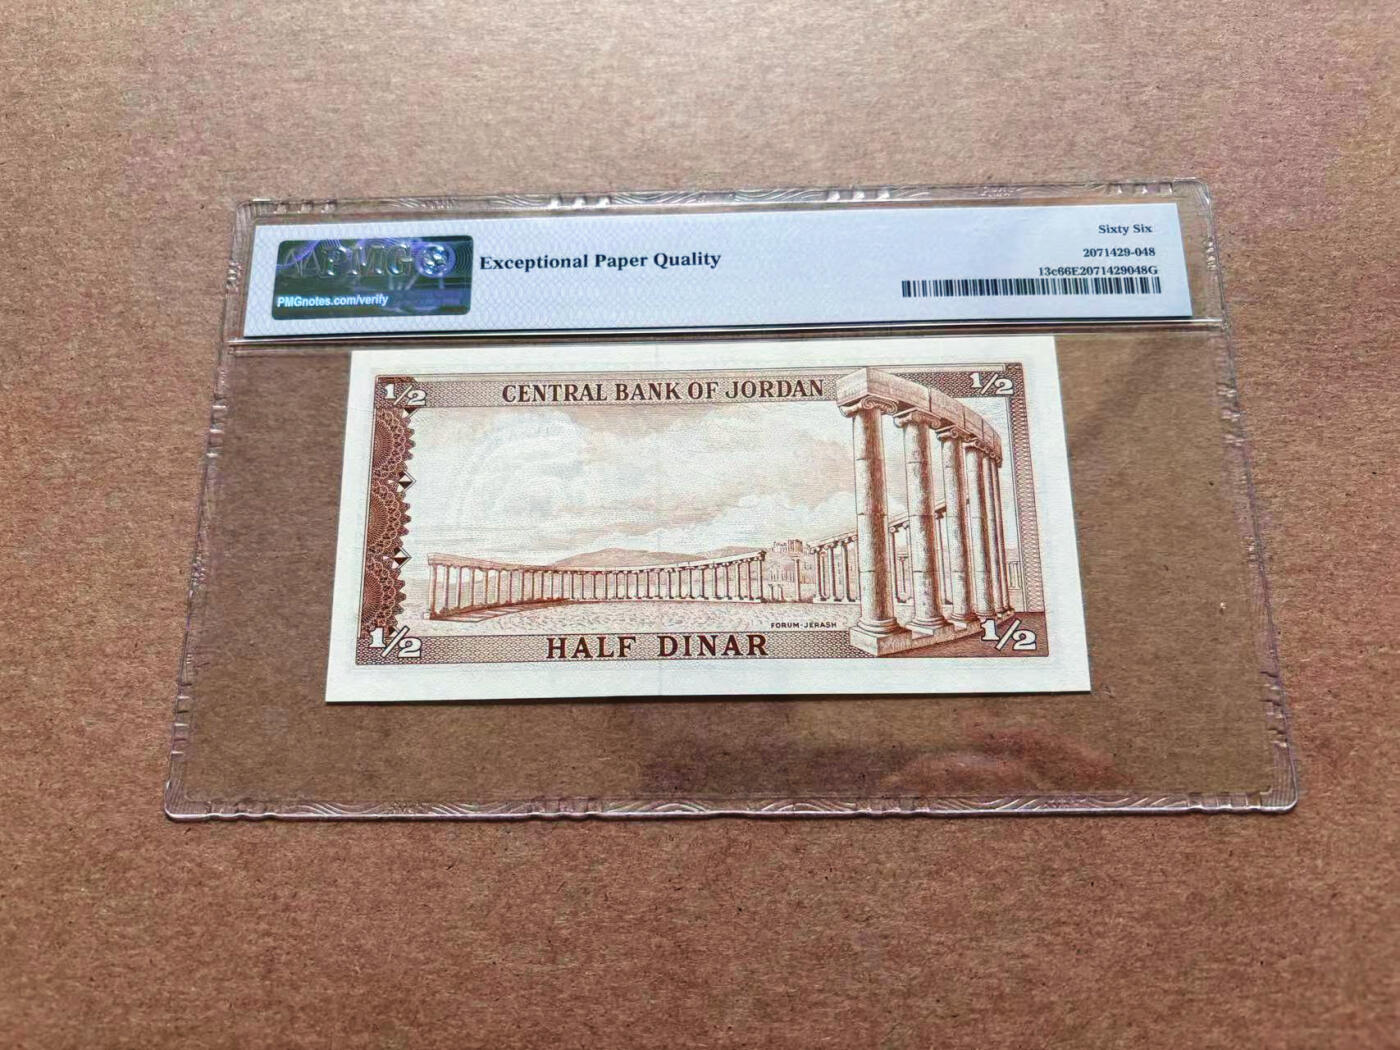 PMG
PMGnotes.com/verify
Exceptional Paper Quality
Sixty Six
2071429-048
13c66E2071429048G
1/2
CENTRAL BANK OF JORDAN
1/2
FORUM-JERASH
1/2
HALF DINAR
1/2